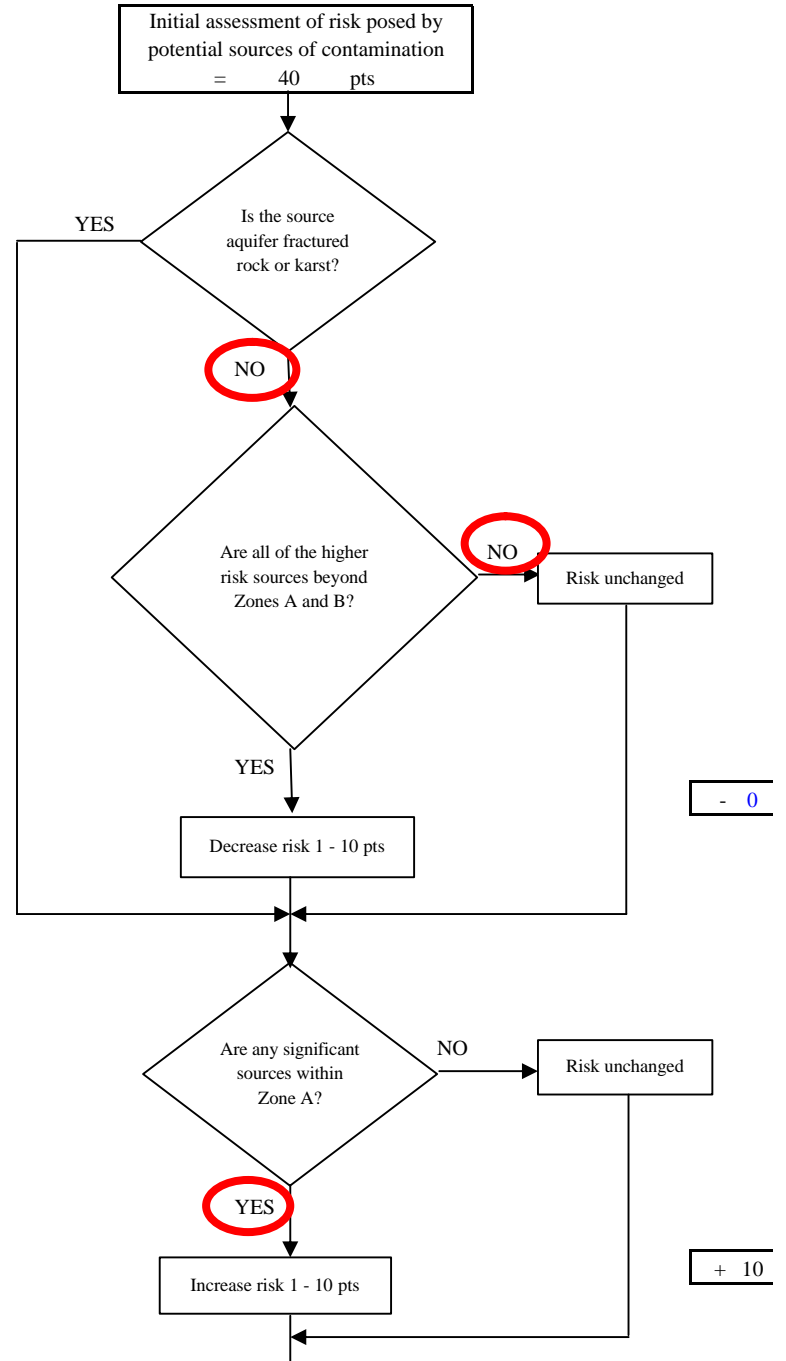 Initial assessment of risk posed by
potential sources of contamination
= 40 pts
YES
Is the source
aquifer fractured
rock or karst?
NO
Are all of the higher
risk sources beyond
Zones A and B?
NO
Risk unchanged
YES
- 0
Decrease risk 1 - 10 pts
Are any significant
sources within
Zone A?
NO
Risk unchanged
YES
+ 10
Increase risk 1 - 10 pts